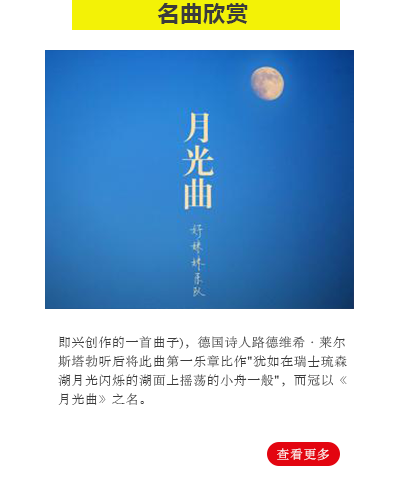 名曲欣赏
月光曲
好妹妹乐队
即兴创作的一首曲子)，德国诗人路德维希·莱尔
斯塔勃听后将此曲第一乐章比作"犹如在瑞士琉森
湖月光闪烁的湖面上摇荡的小舟一般"，而冠以《
月光曲》之名。
查看更多